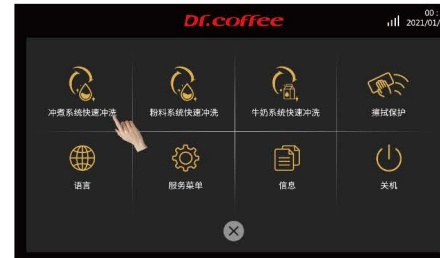 Dr.coffee
00:
2021/01/
冲煮系统快速冲洗
粉料系统快速冲洗
牛奶系统快速冲洗
擦拭保护
语言
服务菜单
信息
关机